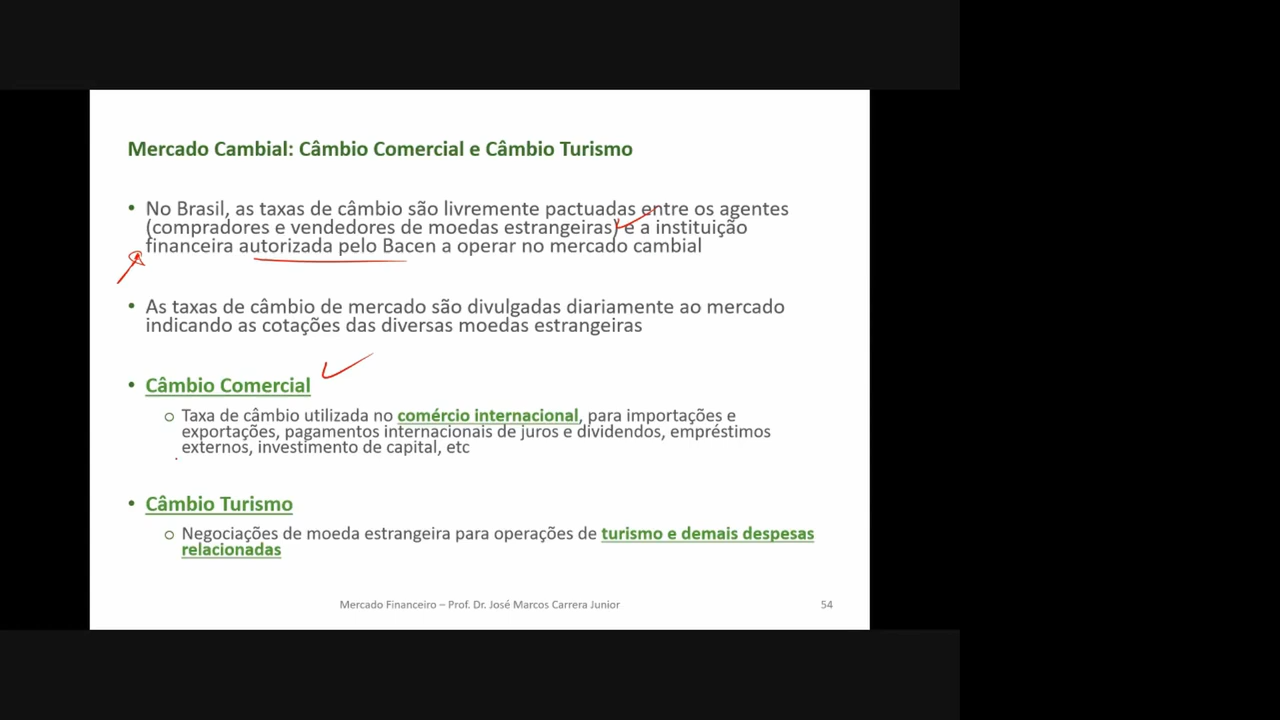 Mercado Cambial: Câmbio Comercial e Câmbio Turismo
• No Brasil, as taxas de câmbio são livremente pactuadas entre os agentes
(compradores e vendedores de moedas estrangeiras) e a instituição
financeira autorizada pelo Bacen a operar no mercado cambial
• As taxas de câmbio de mercado são divulgadas diariamente ao mercado
indicando as cotações das diversas moedas estrangeiras
• Câmbio Comercial
o Taxa de câmbio utilizada no comércio internacional, para importações e
exportações, pagamentos internacionais de juros e dividendos, empréstimos
externos, investimento de capital, etc
• Câmbio Turismo
o Negociações de moeda estrangeira para operações de turismo e demais despesas
relacionadas
Mercado Financeiro – Prof. Dr. José Marcos Carrera Junior 54